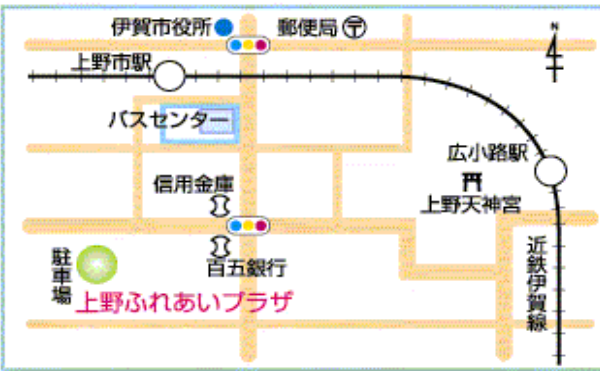 伊賀市役所
郵便局
N
上野市駅
バスセンター
広小路駅
信用金庫
上野天神宮
百五銀行
近鉄伊賀線
駐車場
上野ふれあいプラザ